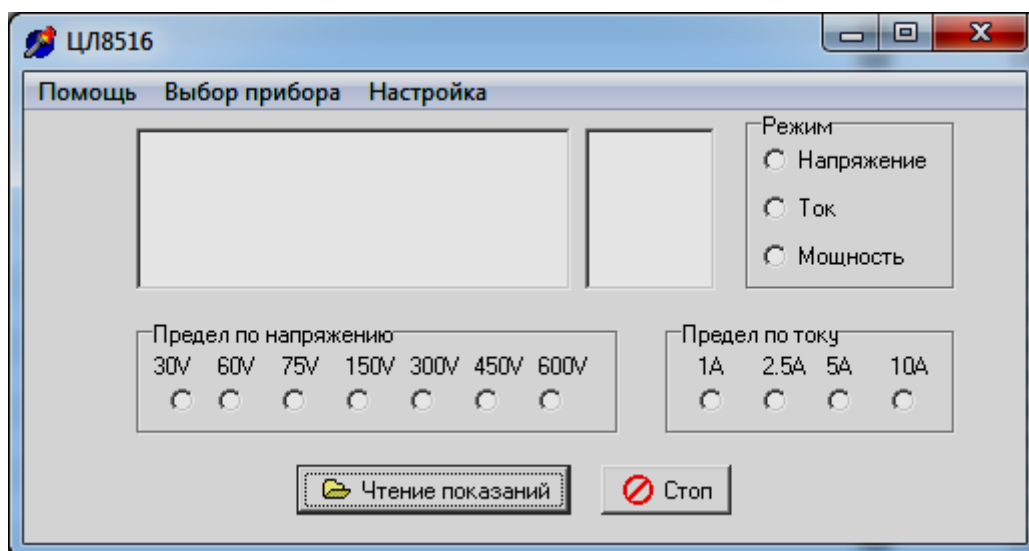 ЦЛ8516
Помощь Выбор прибора Настройка
Режим
Напряжение
Ток
Мощность
Предел по напряжению
30V 60V 75V 150V 300V 450V 600V
Предел по току
1A 2.5A 5A 10A
Чтение показаний
Стоп